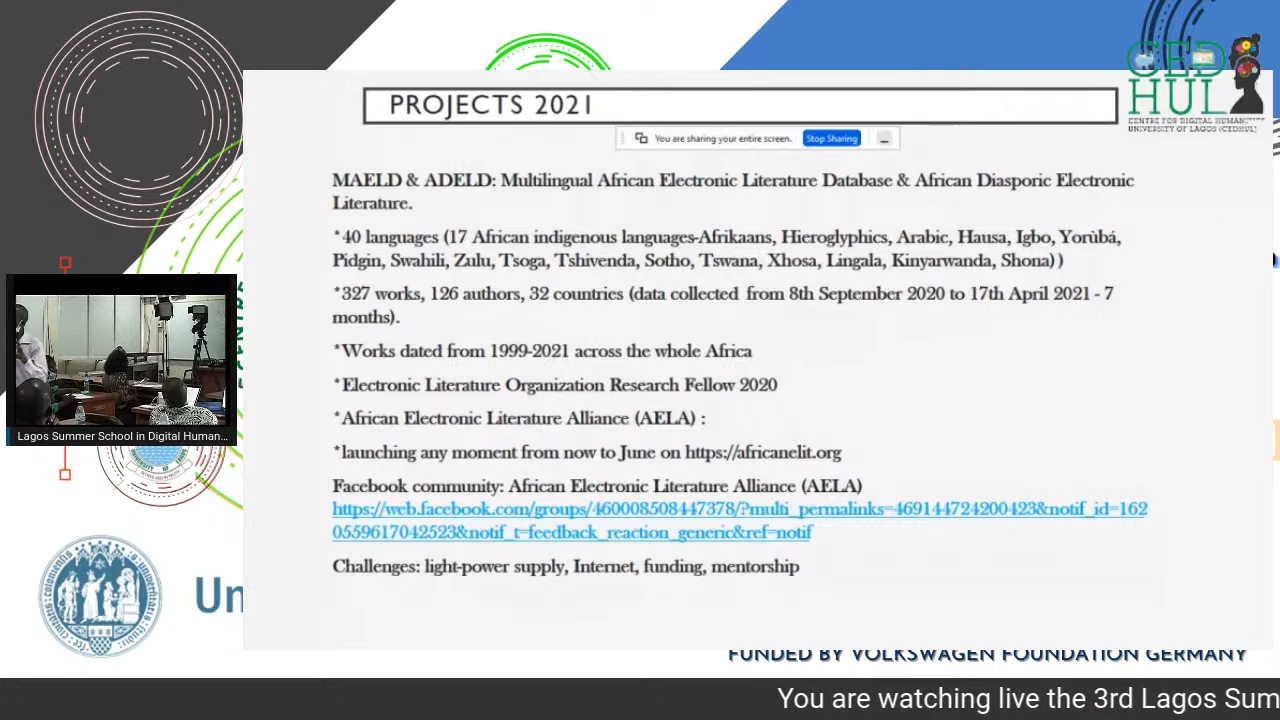 CEDHUL
CENTRE FOR DIGITAL HUMANITIES
UNIVERSITY OF LAGOS (CEDHUL)
PROJECTS 2021
You are sharing your entire screen. Stop Sharing
MAELD & ADELD: Multilingual African Electronic Literature Database & African Diasporic Electronic
Literature.
*40 languages (17 African indigenous languages-Afrikaans, Hieroglyphics, Arabic, Hausa, Igbo, Yorùbá,
Pidgin, Swahili, Zulu, Tsoga, Tshivenda, Sotho, Tswana, Xhosa, Lingala, Kinyarwanda, Shona))
*327 works, 126 authors, 32 countries (data collected from 8th September 2020 to 17th April 2021 - 7
months).
*Works dated from 1999-2021 across the whole Africa
*Electronic Literature Organization Research Fellow 2020
*African Electronic Literature Alliance (AELA) :
*launching any moment from now to June on https://africanelit.org
Facebook community: African Electronic Literature Alliance (AELA)
https://web.facebook.com/groups/460008508447378/?multi_permalinks=469144724200423&notif_id=162
0559617042523&notif_t=feedback_reaction_generic&ref=notif
Challenges: light-power supply, Internet, funding, mentorship
Lagos Summer School in Digital Human...
Un
FUNDED BY VOLKSWAGEN FOUNDATION GERMANY
You are watching live the 3rd Lagos Sum